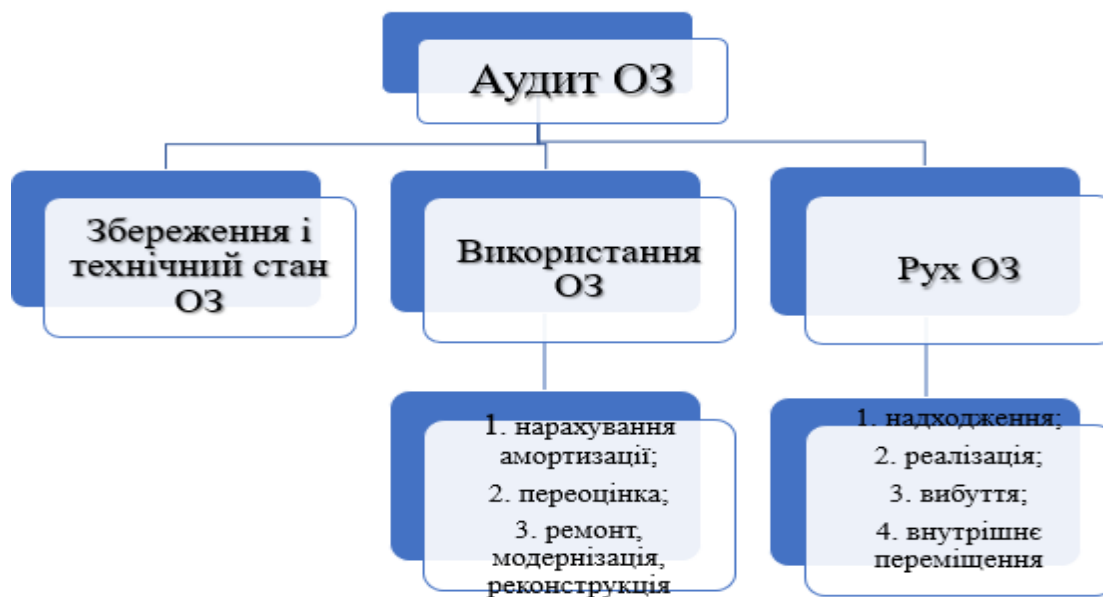 Аудит ОЗ
Збереження і
технічний стан
ОЗ
Використання
ОЗ
Рух ОЗ
1. нарахування
амортизації;
2. переоцінка;
3. ремонт,
модернізація,
реконструкція
1. надходження;
2. реалізація;
3. вибуття;
4. внутрішнє
переміщення